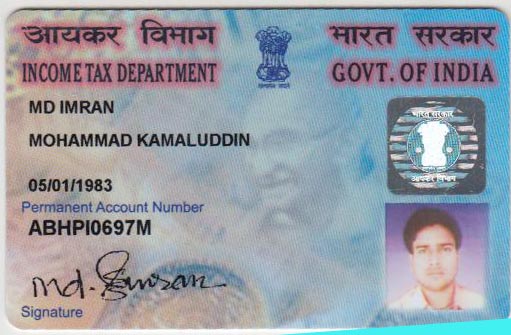 आयकर विभाग
भारत सरकार
INCOME TAX DEPARTMENT
GOVT. OF INDIA
MD IMRAN
MOHAMMAD KAMALUDDIN
05/01/1983
Permanent Account Number
ABHPI0697M
Md. Imran
Signature
भारत सरकार
आयकर विभाग